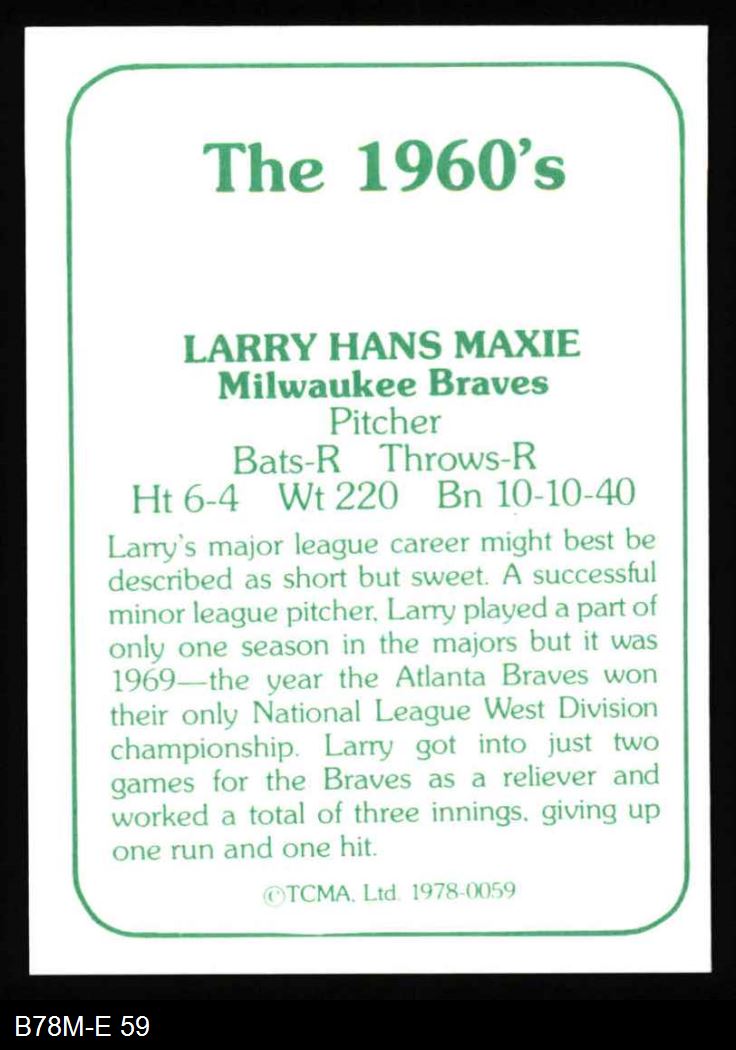 The 1960's
LARRY HANS MAXIE
Milwaukee Braves
Pitcher
Bats-R Throws-R
Ht 6-4 Wt 220 Bn 10-10-40
Larry's major league career might best be
described as short but sweet. A successful
minor league pitcher, Larry played a part of
only one season in the majors but it was
1969—the year the Atlanta Braves won
their only National League West Division
championship. Larry got into just two
games for the Braves as a reliever and
worked a total of three innings, giving up
one run and one hit.
©TCMA, Ltd. 1978-0059
B78M-E 59